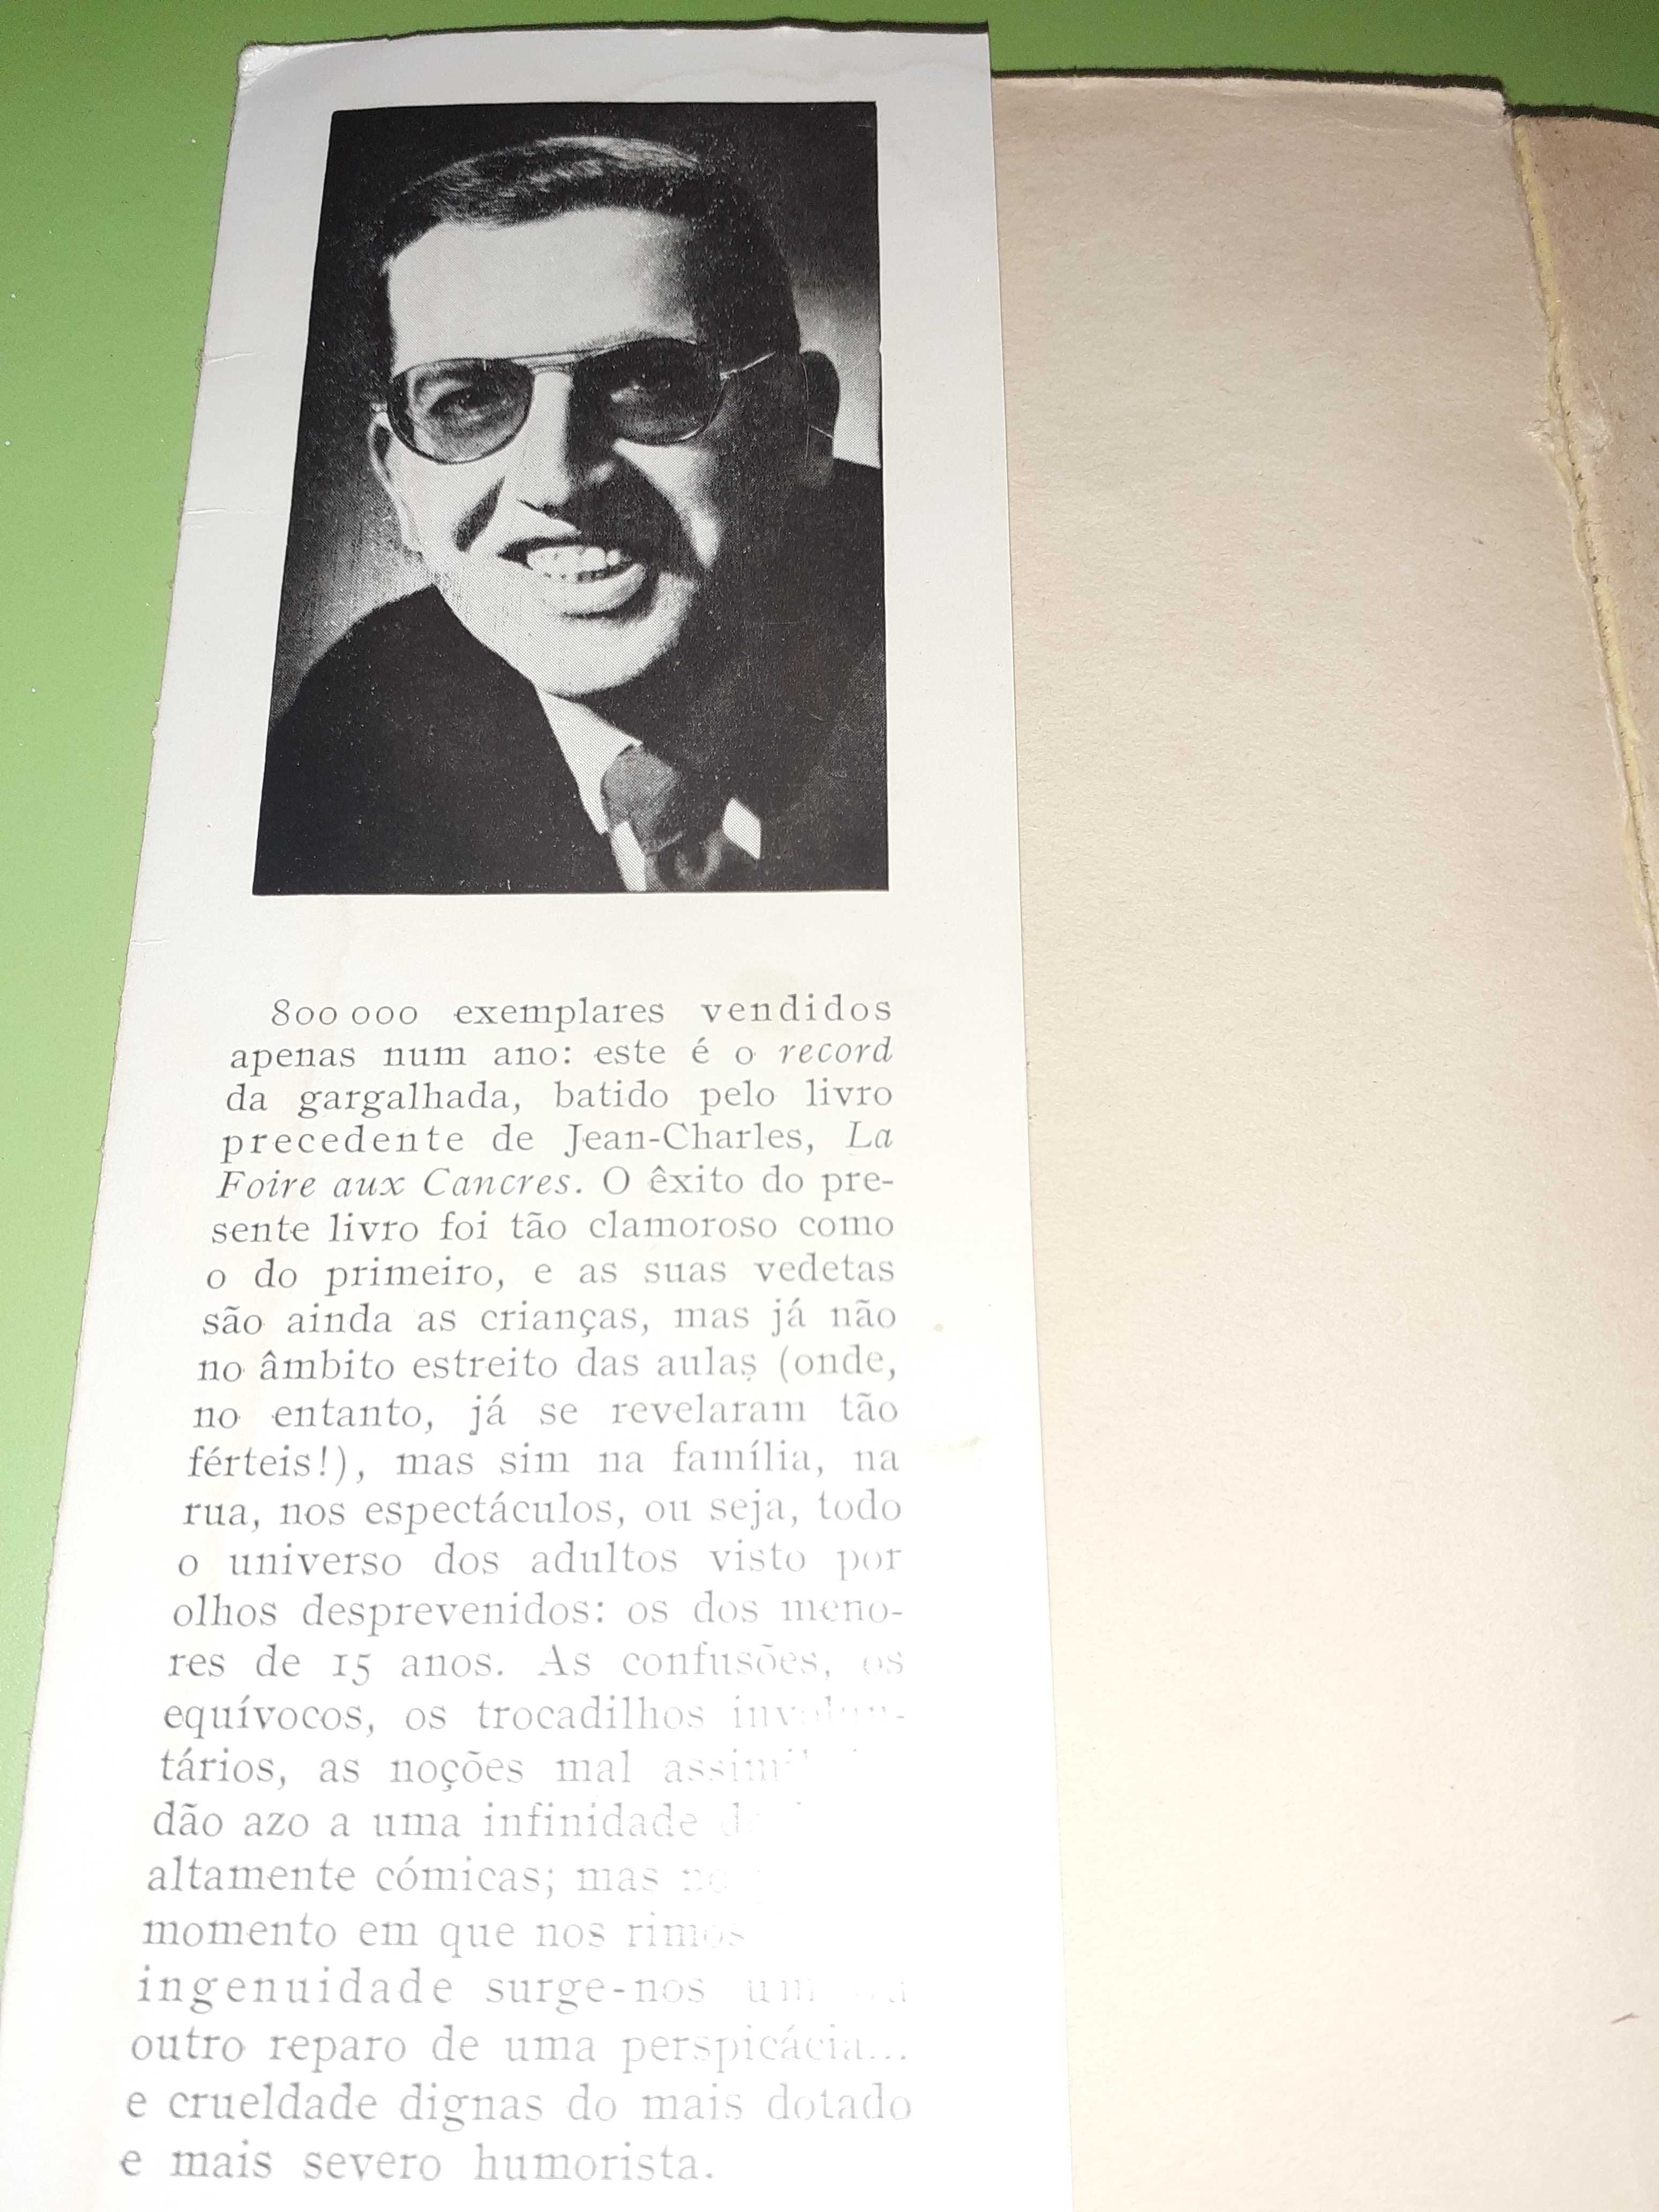 800 000 exemplares vendidos
apenas num ano: este é o record
da gargalhada, batido pelo livro
precedente de Jean-Charles, La
Foire aux Cancres. O êxito do pre-
sente livro foi tão clamoroso como
o do primeiro, e as suas vedetas
são ainda as crianças, mas já não
no âmbito estreito das aulas (onde,
no entanto, já se revelaram tão
férteis!), mas sim na família, na
rua, nos espectáculos, ou seja, todo
o universo dos adultos visto por
olhos desprevenidos: os dos meno-
res de 15 anos. As confusões, os
equívocos, os trocadilhos involun-
tários, as noções mal
dão azo a uma infinidade
altamente cómicas; mas
momento em que nos rimos
ingenuidade surge-nos
outro reparo de uma perspicácia...
e crueldade dignas do mais dotado
e mais severo humorista.